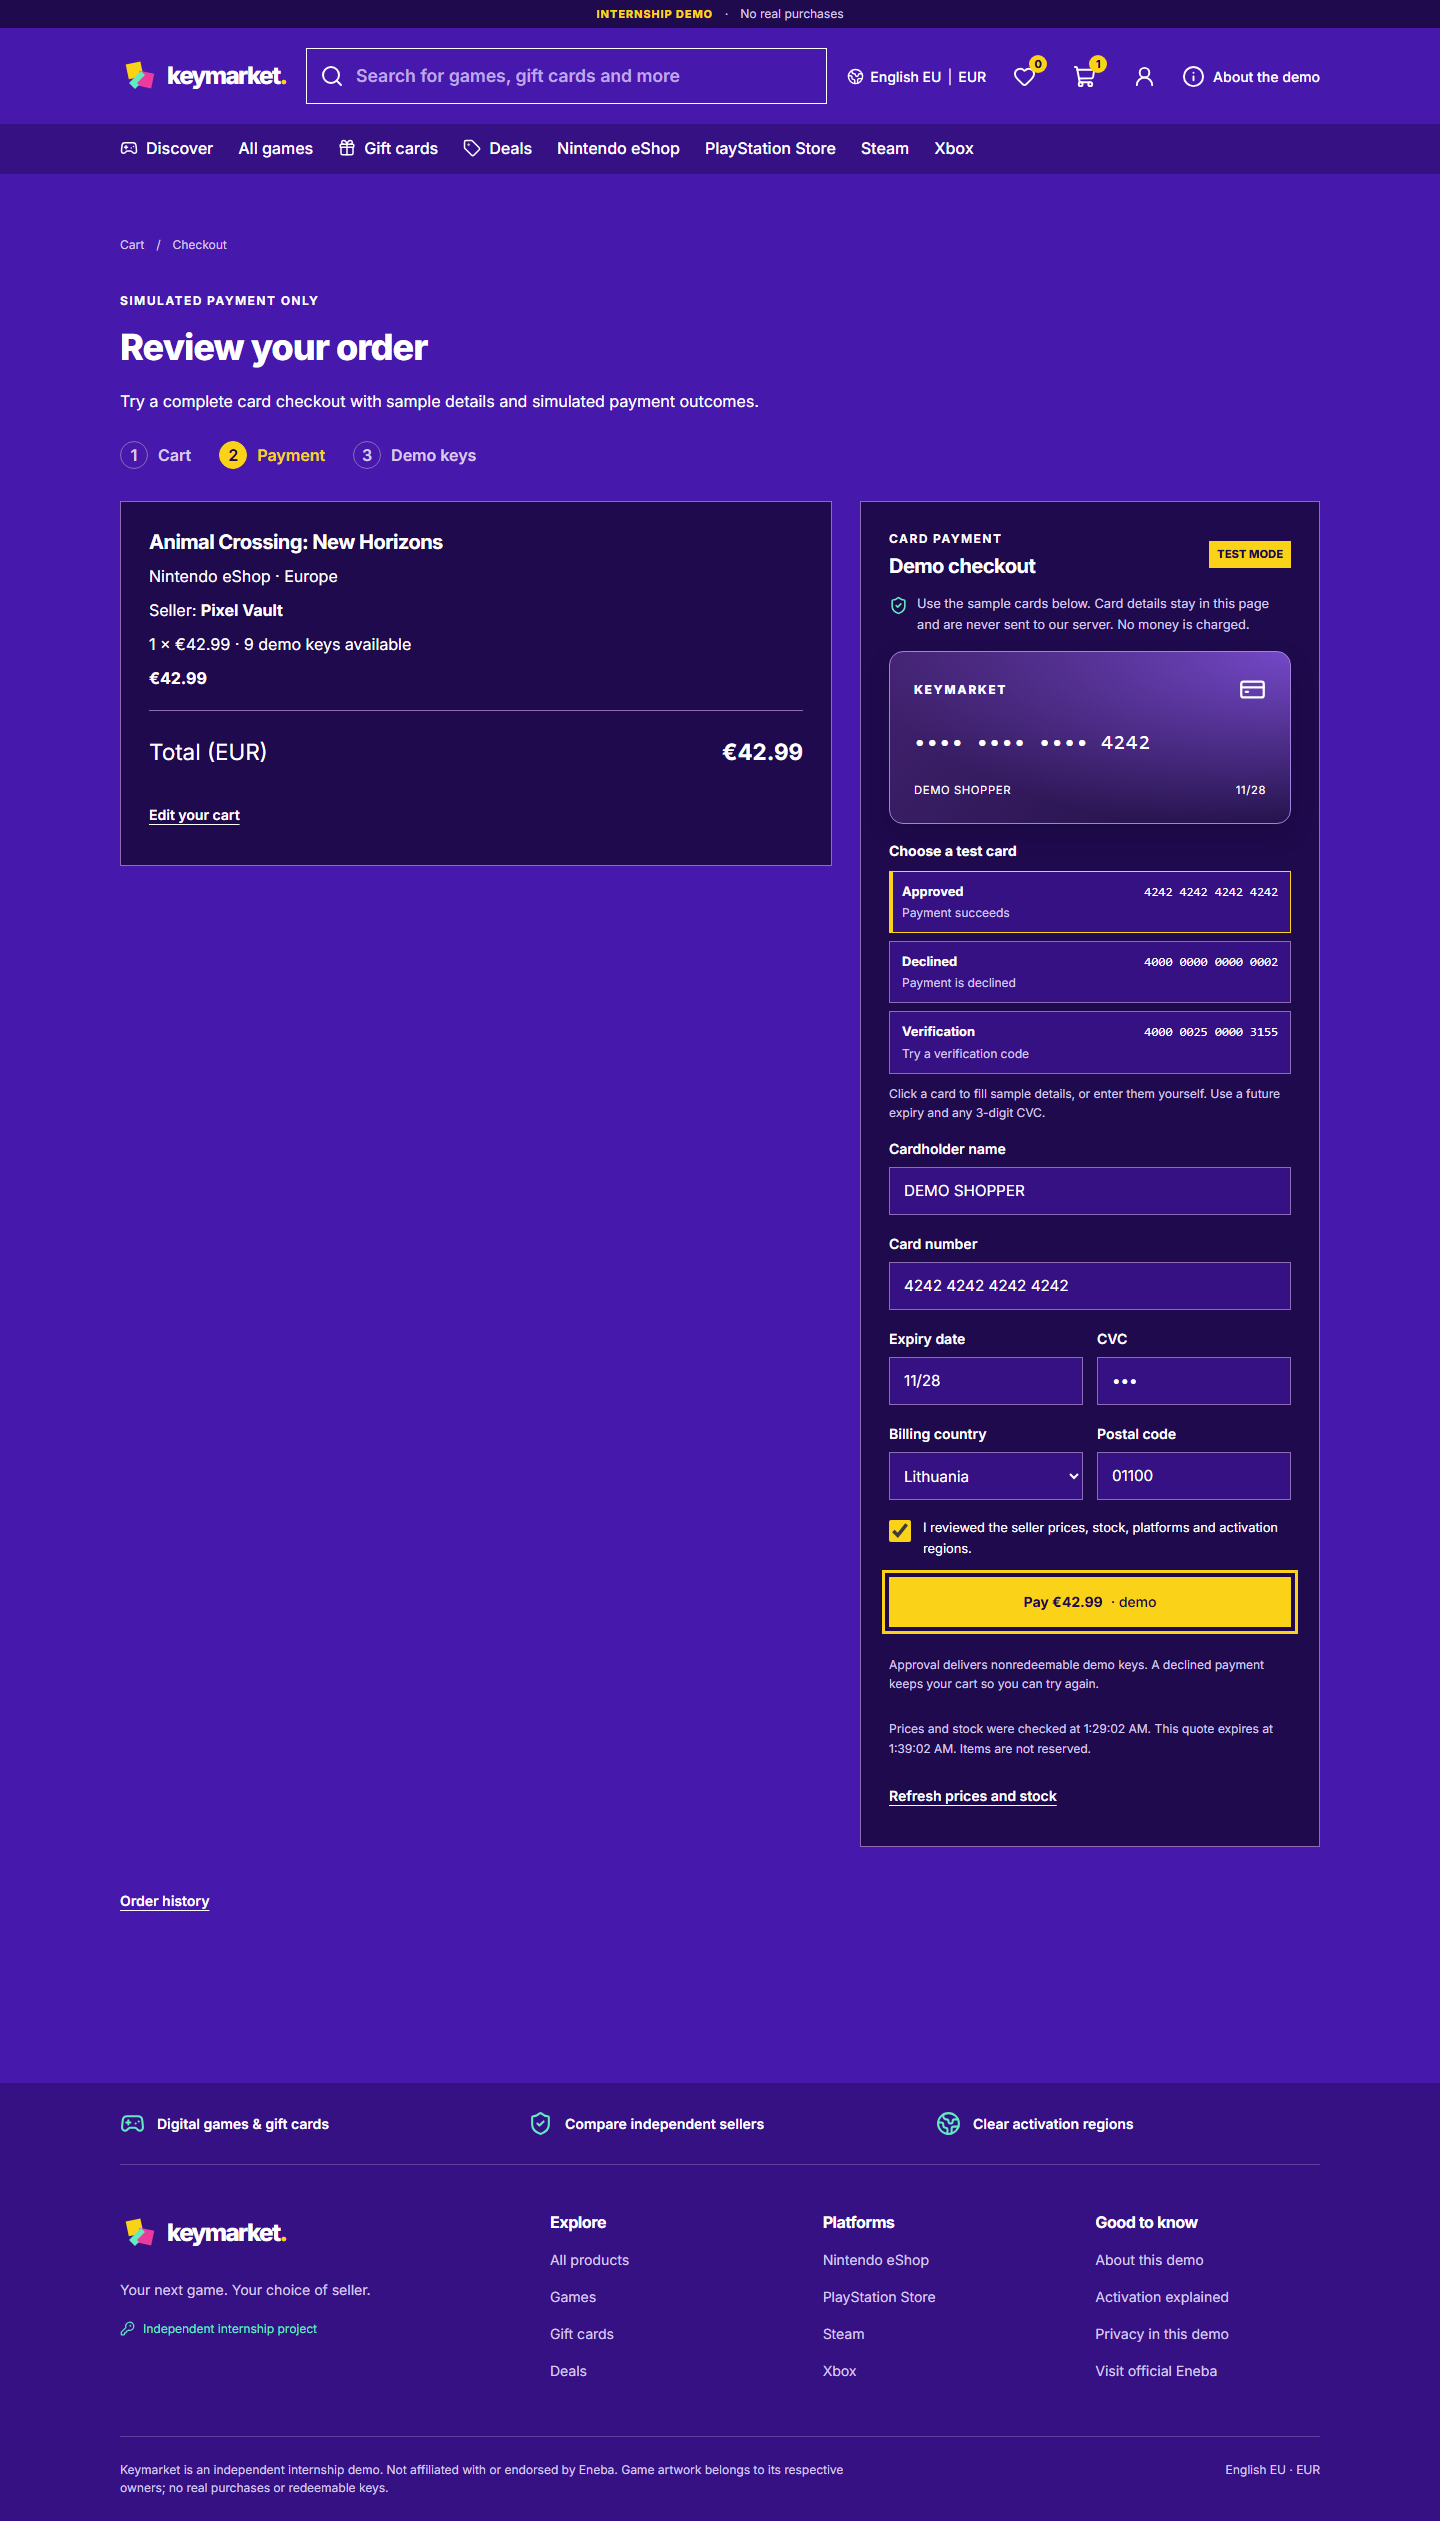 INTERNSHIP DEMO · No real purchases
keymarket.
Search for games, gift cards and more
English EU | EUR
0
1
About the demo
Discover
All games
Gift cards
Deals
Nintendo eShop
PlayStation Store
Steam
Xbox
Cart / Checkout
SIMULATED PAYMENT ONLY
Review your order
Try a complete card checkout with sample details and simulated payment outcomes.
1 Cart
2 Payment
3 Demo keys
Animal Crossing: New Horizons
Nintendo eShop · Europe
Seller: Pixel Vault
1 × €42.99 · 9 demo keys available
€42.99
Total (EUR) €42.99
Edit your cart
CARD PAYMENT
Demo checkout
TEST MODE
Use the sample cards below. Card details stay in this page
and are never sent to our server. No money is charged.
KEYMARKET
•••• •••• •••• 4242
DEMO SHOPPER 11/28
Choose a test card
Approved 4242 4242 4242 4242
Payment succeeds
Declined 4000 0000 0000 0002
Payment is declined
Verification 4000 0025 0000 3155
Try a verification code
Click a card to fill sample details, or enter them yourself. Use a future
expiry and any 3-digit CVC.
Cardholder name
DEMO SHOPPER
Card number
4242 4242 4242 4242
Expiry date CVC
11/28 •••
Billing country Postal code
Lithuania 01100
I reviewed the seller prices, stock, platforms and activation
regions.
Pay €42.99 · demo
Approval delivers nonredeemable demo keys. A declined payment
keeps your cart so you can try again.
Prices and stock were checked at 1:29:02 AM. This quote expires at
1:39:02 AM. Items are not reserved.
Refresh prices and stock
Order history
Digital games & gift cards
Compare independent sellers
Clear activation regions
keymarket.
Your next game. Your choice of seller.
Independent internship project
Explore
All products
Games
Gift cards
Deals
Platforms
Nintendo eShop
PlayStation Store
Steam
Xbox
Good to know
About this demo
Activation explained
Privacy in this demo
Visit official Eneba
Keymarket is an independent internship demo. Not affiliated with or endorsed by Eneba. Game artwork belongs to its respective
owners; no real purchases or redeemable keys.
English EU · EUR